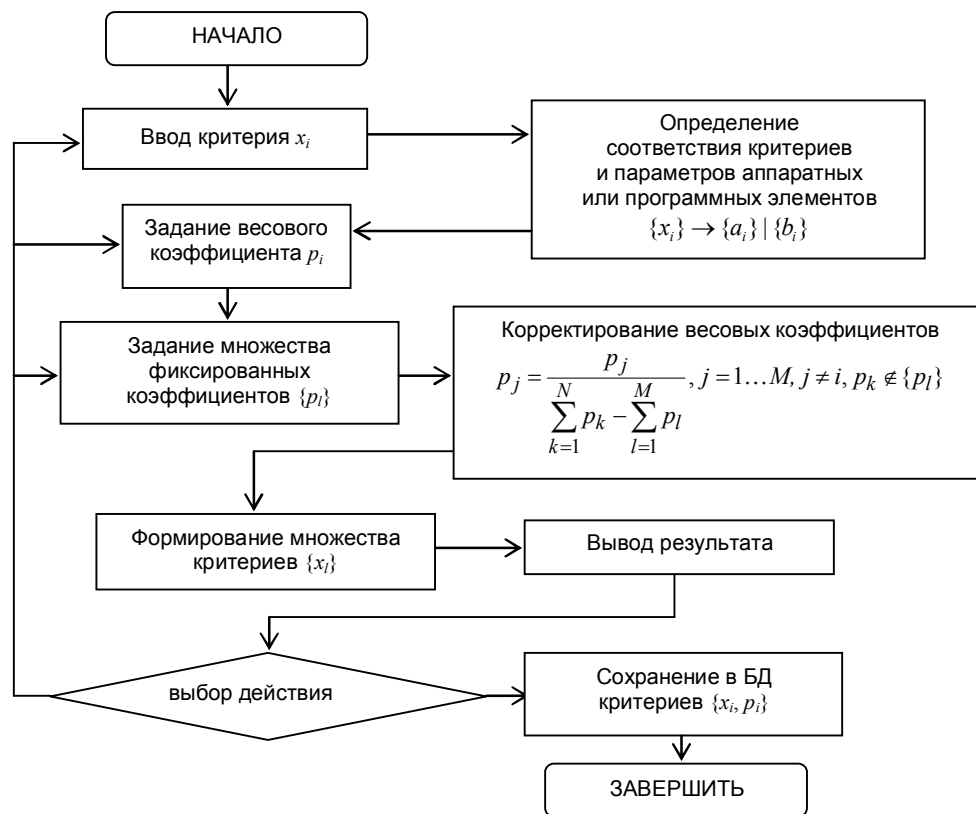 НАЧАЛО
Ввод критерия xᵢ
Определение
соответствия критериев
и параметров аппаратных
или программных элементов
{xᵢ} → {aᵢ} | {bᵢ}
Задание весового
коэффициента pᵢ
Задание множества
фиксированных
коэффициентов {pₗ}
Корректирование весовых коэффициентов
pⱼ = pⱼ / (∑ₖ₌₁ᴺ pₖ − ∑ₗ₌₁ᴹ pₗ), j = 1…M, j ≠ i, pₖ ∉ {pₗ}
Формирование множества
критериев {xₗ}
Вывод результата
выбор действия
Сохранение в БД
критериев {xᵢ, pᵢ}
ЗАВЕРШИТЬ